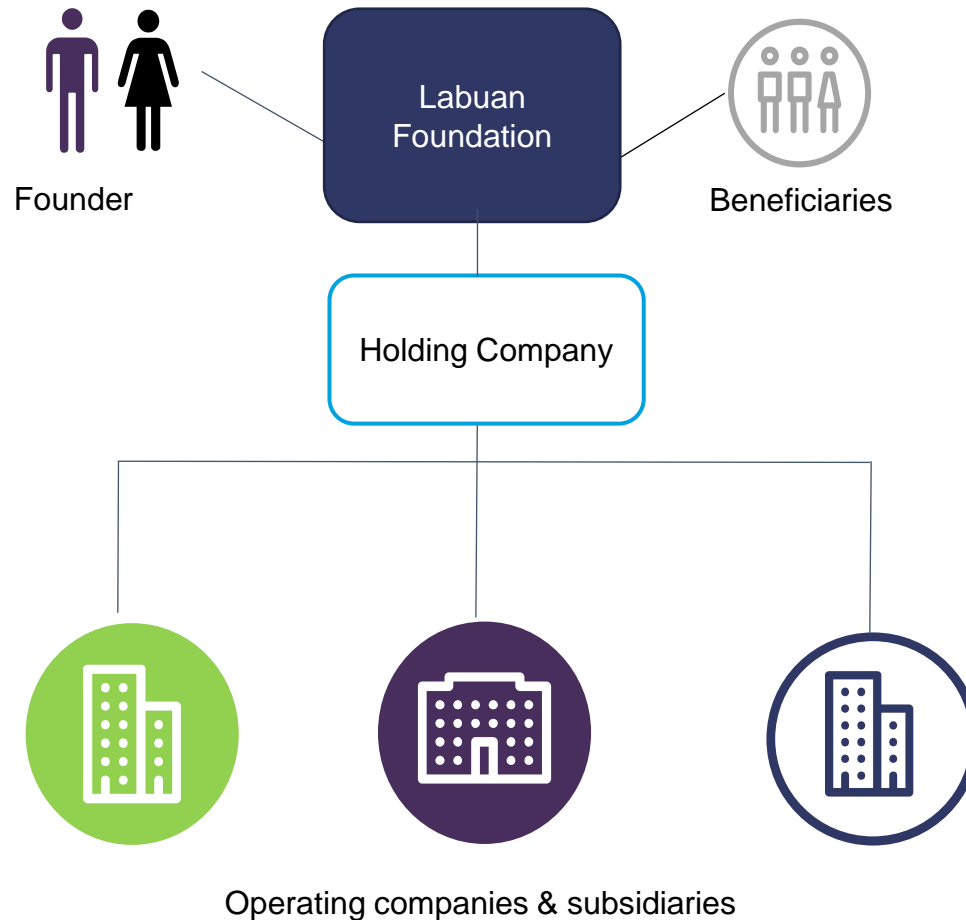 Labuan
Foundation
Founder
Beneficiaries
Holding Company
Operating companies & subsidiaries